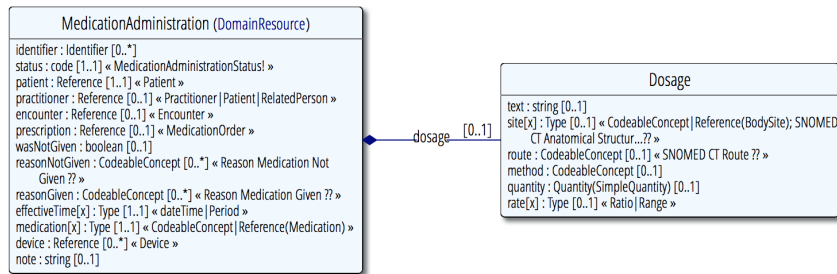 MedicationAdministration (DomainResource)
identifier : Identifier [0..*]
status : code [1..1] « MedicationAdministrationStatus! »
patient : Reference [1..1] « Patient »
practitioner : Reference [0..1] « Practitioner|Patient|RelatedPerson »
encounter : Reference [0..1] « Encounter »
prescription : Reference [0..1] « MedicationOrder »
wasNotGiven : boolean [0..1]
reasonNotGiven : CodeableConcept [0..*] « Reason Medication Not
Given ?? »
reasonGiven : CodeableConcept [0..*] « Reason Medication Given ?? »
effectiveTime[x] : Type [1..1] « dateTime|Period »
medication[x] : Type [1..1] « CodeableConcept|Reference(Medication) »
device : Reference [0..*] « Device »
note : string [0..1]
dosage [0..1]
Dosage
text : string [0..1]
site[x] : Type [0..1] « CodeableConcept|Reference(BodySite); SNOMED
CT Anatomical Structur...?? »
route : CodeableConcept [0..1] « SNOMED CT Route ?? »
method : CodeableConcept [0..1]
quantity : Quantity(SimpleQuantity) [0..1]
rate[x] : Type [0..1] « Ratio|Range »